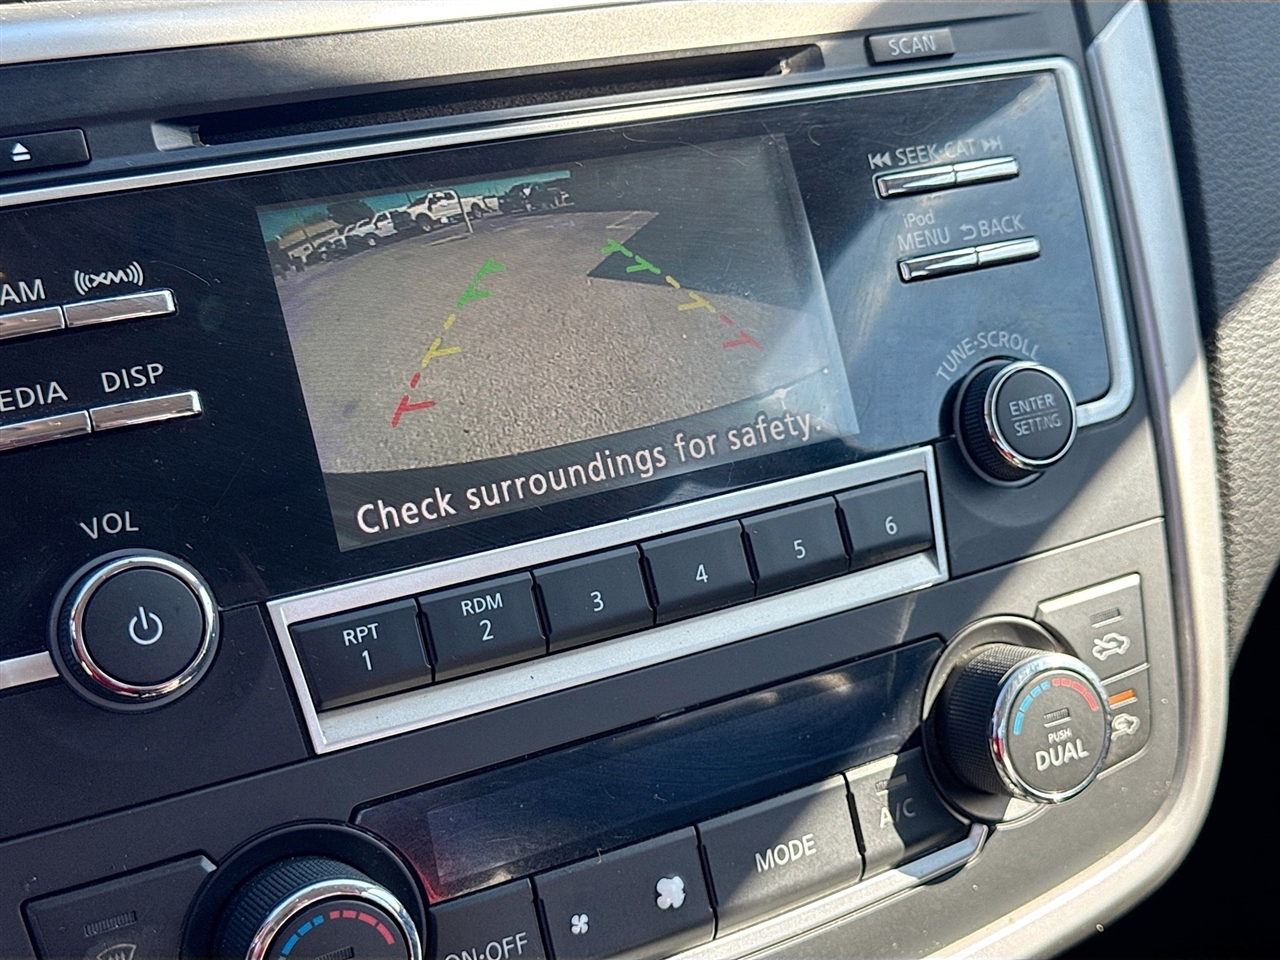 SCAN
SEEK·CAT
iPod
MENU
BACK
AM
XM
EDIA
DISP
TUNE·SCROLL
ENTER
SETTING
Check surroundings for safety.
VOL
RPT
1
RDM
2
3
4
5
6
PUSH
DUAL
A/C
MODE
ON·OFF